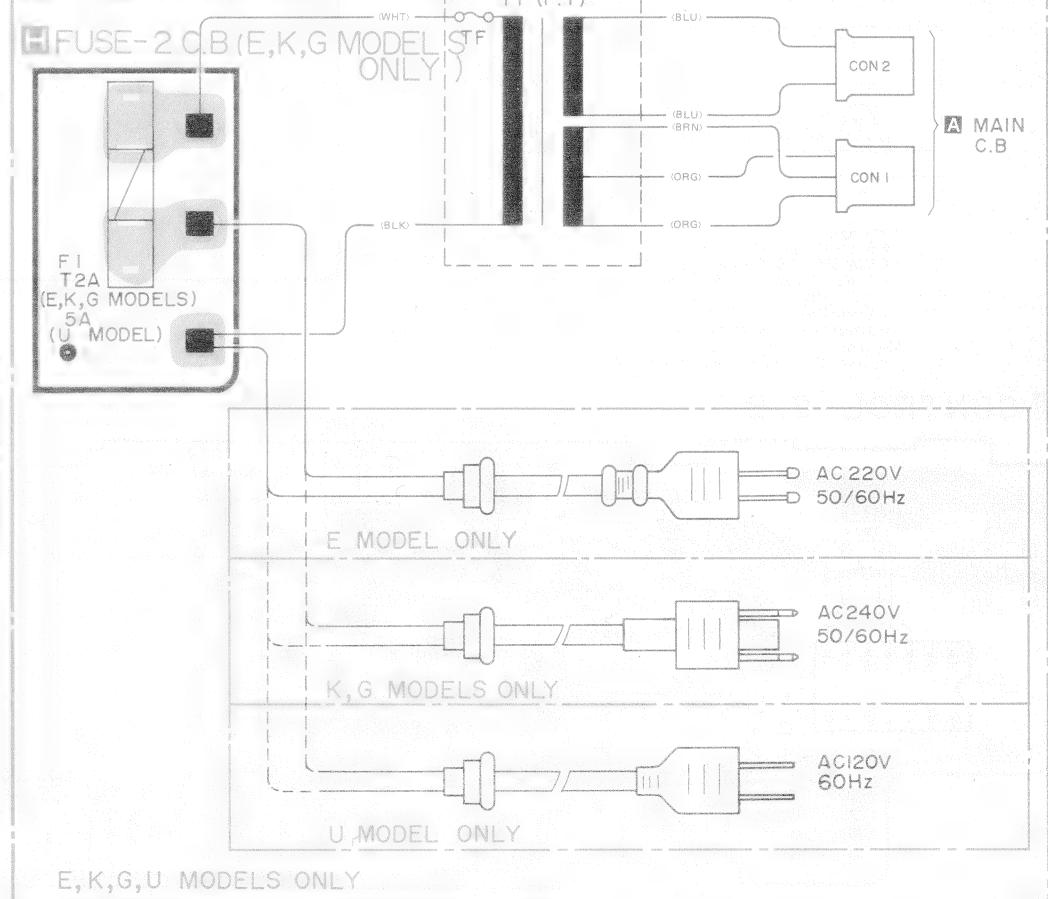 (WHT)
TF
(BLU)
H FUSE-2 C.B (E,K,G MODELS
ONLY)
CON 2
(BLU)
(BRN)
A MAIN
C.B
(ORG)
CON 1
(BLK)
(ORG)
F1
T2A
(E,K,G MODELS)
5A
(U MODEL)
AC 220V
50/60Hz
E MODEL ONLY
AC240V
50/60Hz
K,G MODELS ONLY
AC120V
60Hz
U MODEL ONLY
E,K,G,U MODELS ONLY